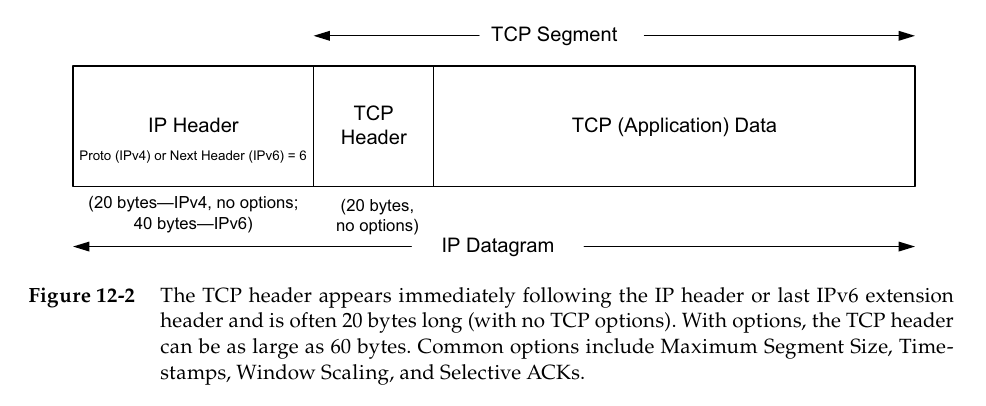 TCP Segment
IP Header
Proto (IPv4) or Next Header (IPv6) = 6
TCP
Header
TCP (Application) Data
(20 bytes—IPv4, no options;
40 bytes—IPv6)
(20 bytes,
no options)
IP Datagram
Figure 12-2 The TCP header appears immediately following the IP header or last IPv6 extension
header and is often 20 bytes long (with no TCP options). With options, the TCP header
can be as large as 60 bytes. Common options include Maximum Segment Size, Time-
stamps, Window Scaling, and Selective ACKs.